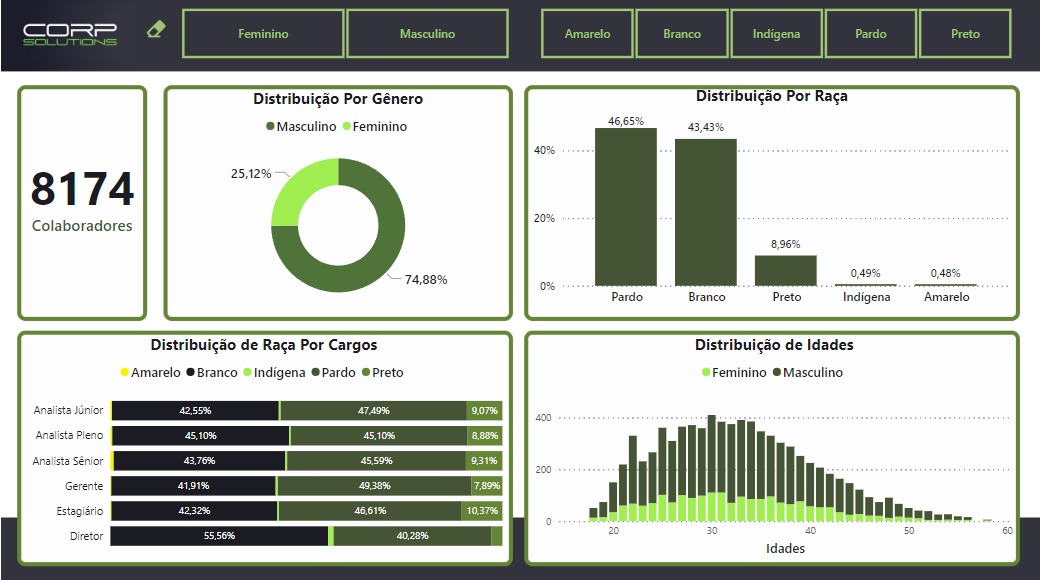 CORP
SOLUTIONS
Feminino
Masculino
Amarelo
Branco
Indígena
Pardo
Preto
8174
Colaboradores
Distribuição Por Gênero
Masculino Feminino
25,12%
74,88%
Distribuição Por Raça
46,65%
43,43%
40%
20%
8,96%
0,49%
0,48%
0%
Pardo Branco Preto Indígena Amarelo
Distribuição de Raça Por Cargos
Amarelo Branco Indígena Pardo Preto
Analista Júnior 42,55% 47,49% 9,07%
Analista Pleno 45,10% 45,10% 8,88%
Analista Sênior 43,76% 45,59% 9,31%
Gerente 41,91% 49,38% 7,89%
Estagiário 42,32% 46,61% 10,37%
Diretor 55,56% 40,28%
Distribuição de Idades
Feminino Masculino
400
200
0
20 30 40 50 60
Idades